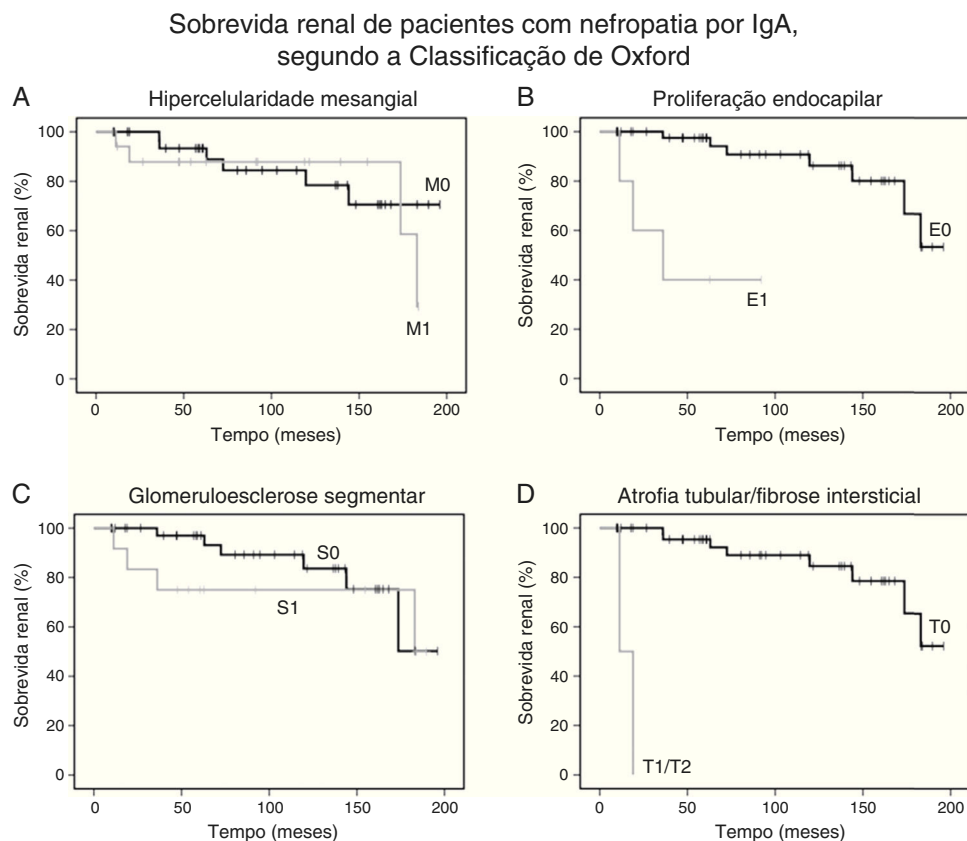 Sobrevida renal de pacientes com nefropatia por IgA,
segundo a Classificação de Oxford
A
Hipercelularidade mesangial
Sobrevida renal (%)
100
80
60
40
20
0
M0
M1
0 50 100 150 200
Tempo (meses)
B
Proliferação endocapilar
Sobrevida renal (%)
100
80
60
40
20
0
E0
E1
0 50 100 150 200
Tempo (meses)
C
Glomeruloesclerose segmentar
Sobrevida renal (%)
100
80
60
40
20
0
S0
S1
0 50 100 150 200
Tempo (meses)
D
Atrofia tubular/fibrose intersticial
Sobrevida renal (%)
100
80
60
40
20
0
T0
T1/T2
0 50 100 150 200
Tempo (meses)